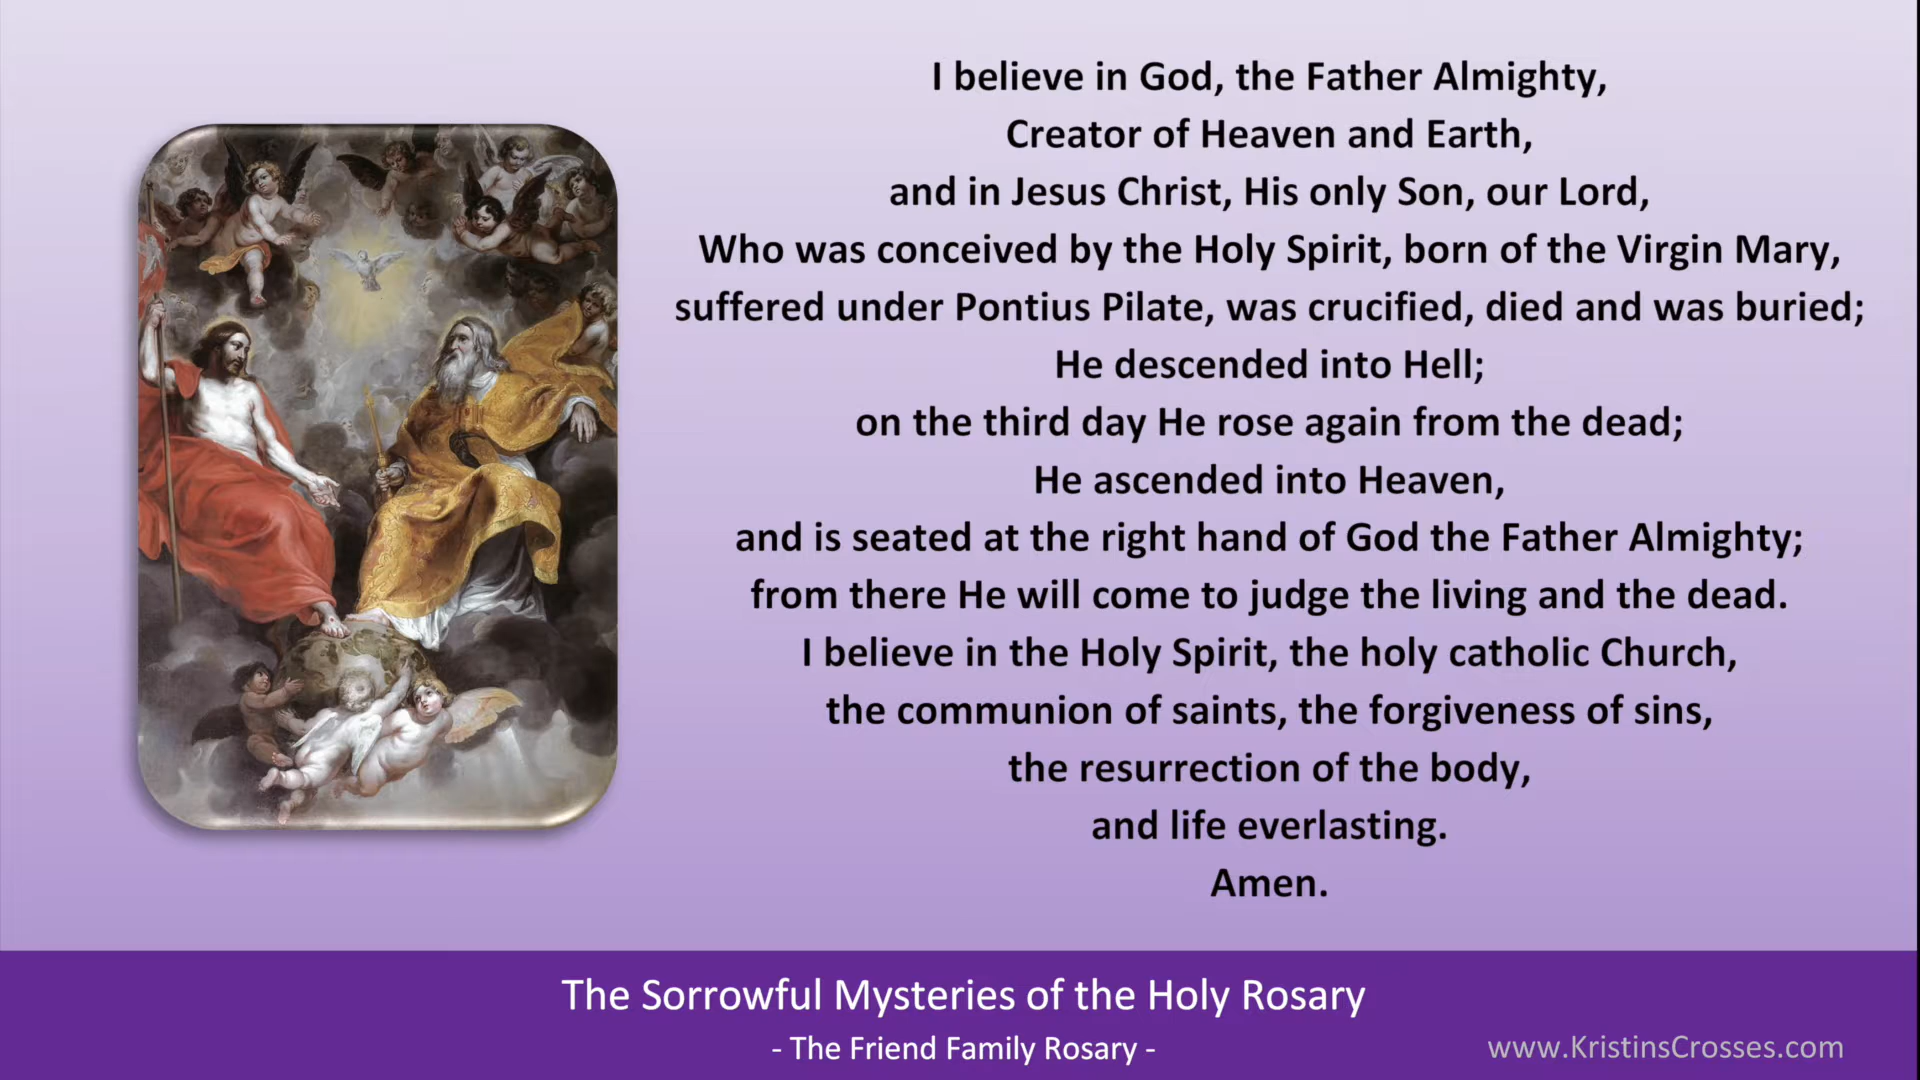 I believe in God, the Father Almighty,
Creator of Heaven and Earth,
and in Jesus Christ, His only Son, our Lord,
Who was conceived by the Holy Spirit, born of the Virgin Mary,
suffered under Pontius Pilate, was crucified, died and was buried;
He descended into Hell;
on the third day He rose again from the dead;
He ascended into Heaven,
and is seated at the right hand of God the Father Almighty;
from there He will come to judge the living and the dead.
I believe in the Holy Spirit, the holy catholic Church,
the communion of saints, the forgiveness of sins,
the resurrection of the body,
and life everlasting.
Amen.
The Sorrowful Mysteries of the Holy Rosary
- The Friend Family Rosary -
www.KristinsCrosses.com